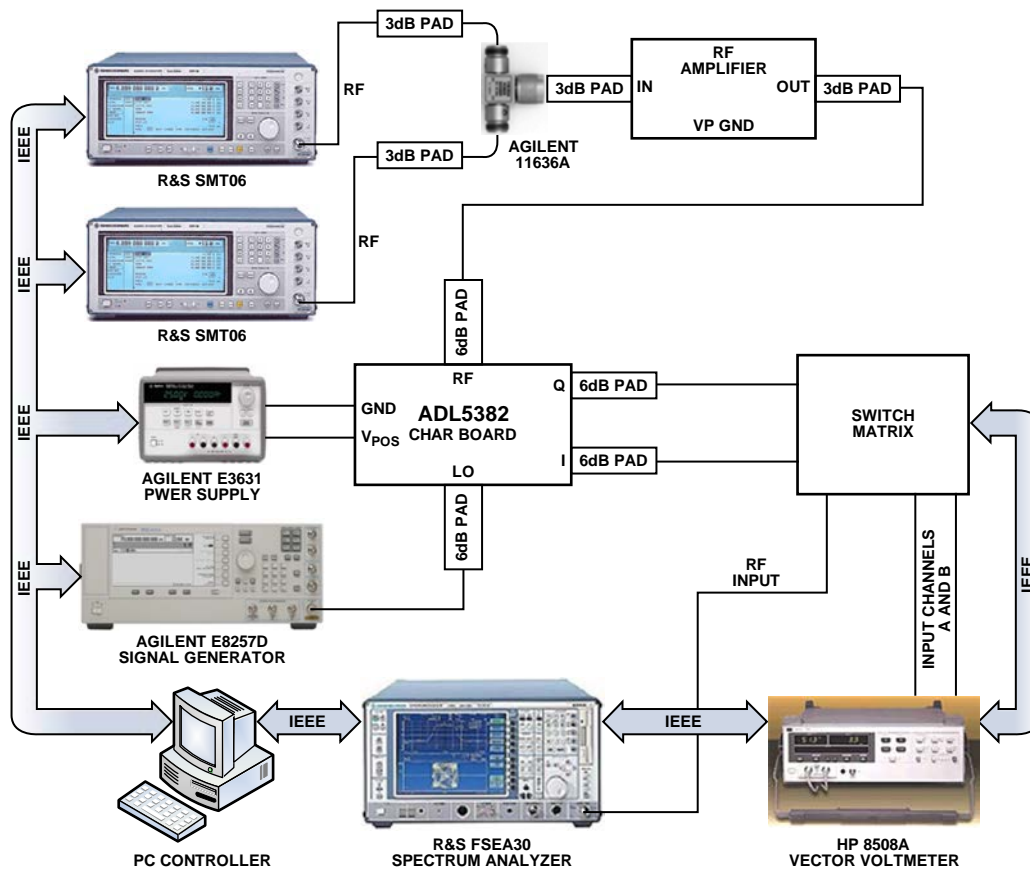 3dB PAD
RF
AMPLIFIER
IN
OUT
VP GND
3dB PAD
3dB PAD
RF
AGILENT
11636A
3dB PAD
R&S SMT06
IEEE
RF
R&S SMT06
IEEE
6dB PAD
RF
GND
ADL5382
CHAR BOARD
VPOS
LO
Q
I
6dB PAD
6dB PAD
SWITCH
MATRIX
IEEE
AGILENT E3631
PWER SUPPLY
6dB PAD
IEEE
AGILENT E8257D
SIGNAL GENERATOR
RF
INPUT
INPUT CHANNELS
A AND B
IEEE
IEEE
IEEE
PC CONTROLLER
R&S FSEA30
SPECTRUM ANALYZER
HP 8508A
VECTOR VOLTMETER